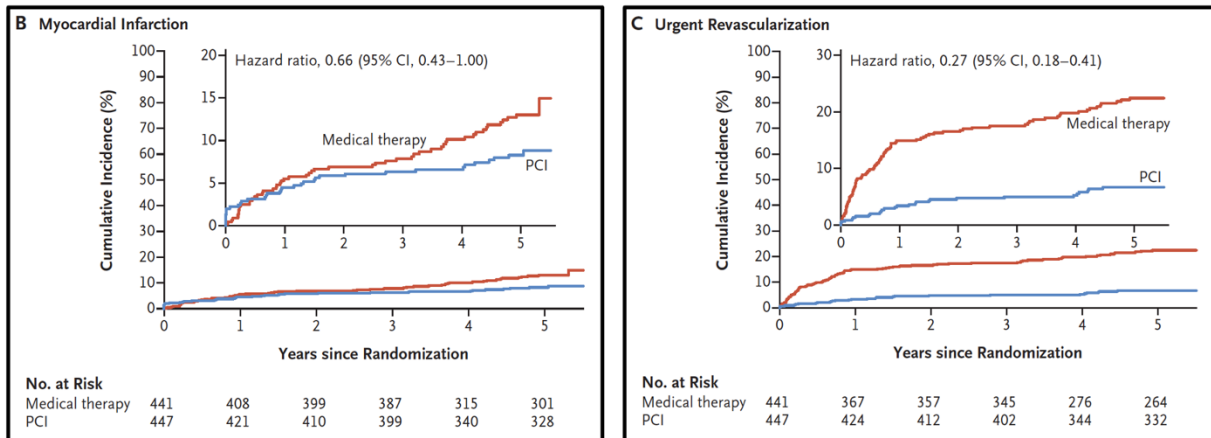 B Myocardial Infarction
Cumulative Incidence (%)
100
90
80
70
60
50
40
30
20
10
0
20
15
10
5
0
Hazard ratio, 0.66 (95% CI, 0.43–1.00)
Medical therapy
PCI
0 1 2 3 4 5
0 1 2 3 4 5
Years since Randomization
No. at Risk
Medical therapy 441 408 399 387 315 301
PCI 447 421 410 399 340 328
C Urgent Revascularization
Cumulative Incidence (%)
100
90
80
70
60
50
40
30
20
10
0
30
20
10
0
Hazard ratio, 0.27 (95% CI, 0.18–0.41)
Medical therapy
PCI
0 1 2 3 4 5
0 1 2 3 4 5
Years since Randomization
No. at Risk
Medical therapy 441 367 357 345 276 264
PCI 447 424 412 402 344 332